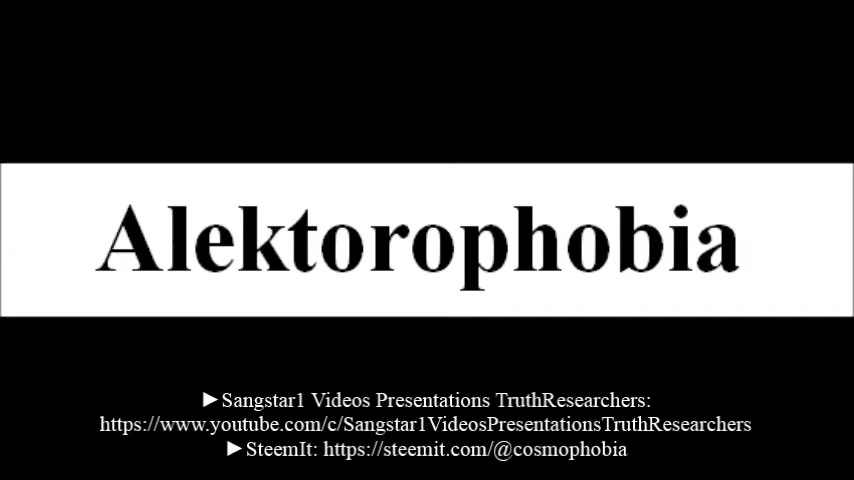 Alektorophobia
►Sangstar1 Videos Presentations TruthResearchers:
https://www.youtube.com/c/Sangstar1VideosPresentationsTruthResearchers
►SteemIt: https://steemit.com/@cosmophobia